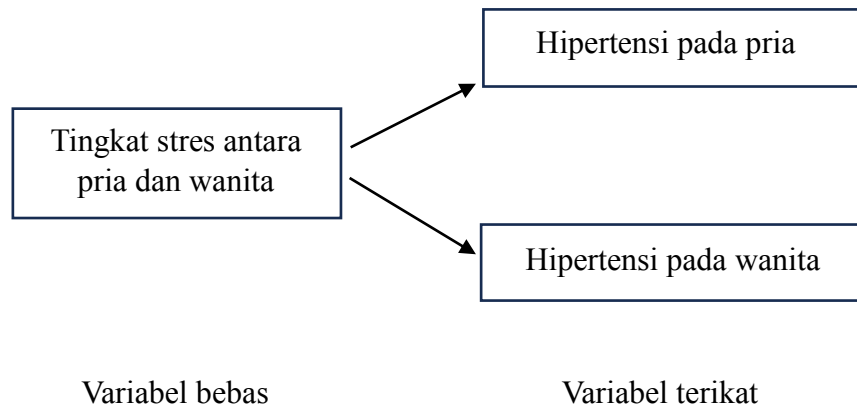 Hipertensi pada pria
Tingkat stres antara
pria dan wanita
Hipertensi pada wanita
Variabel bebas
Variabel terikat